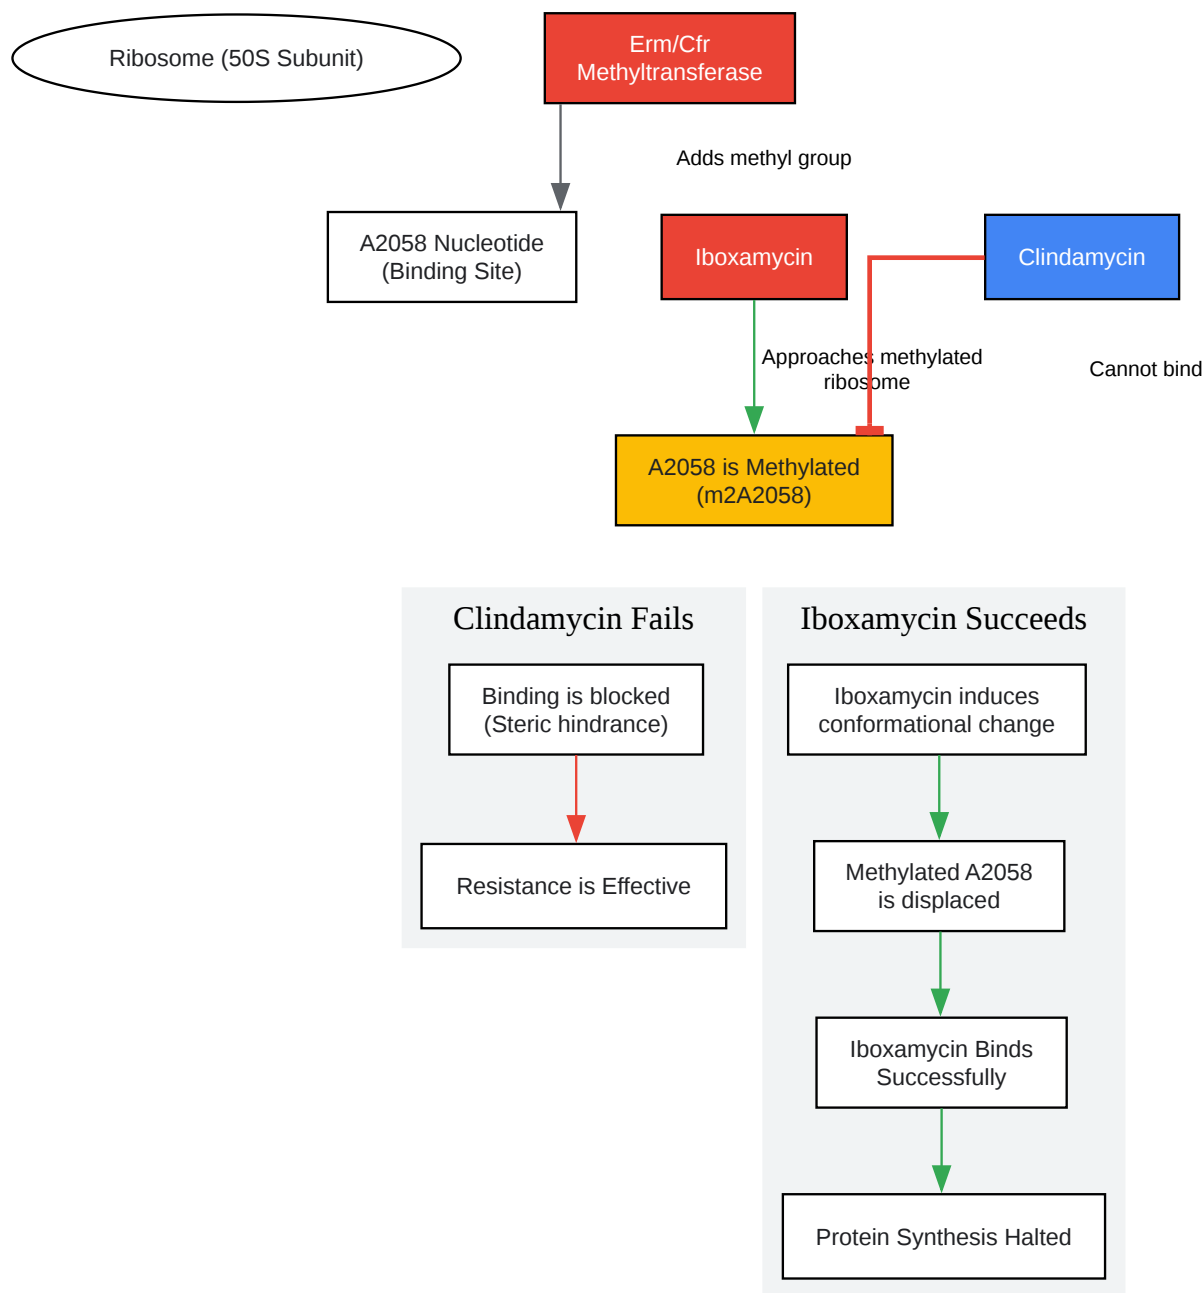 Ribosome (50S Subunit)
Erm/Cfr
Methyltransferase
Adds methyl group
A2058 Nucleotide
(Binding Site)
Iboxamycin
Clindamycin
Approaches methylated
ribosome
Cannot bind
A2058 is Methylated
(m2A2058)
Clindamycin Fails
Binding is blocked
(Steric hindrance)
Resistance is Effective
Iboxamycin Succeeds
Iboxamycin induces
conformational change
Methylated A2058
is displaced
Iboxamycin Binds
Successfully
Protein Synthesis Halted